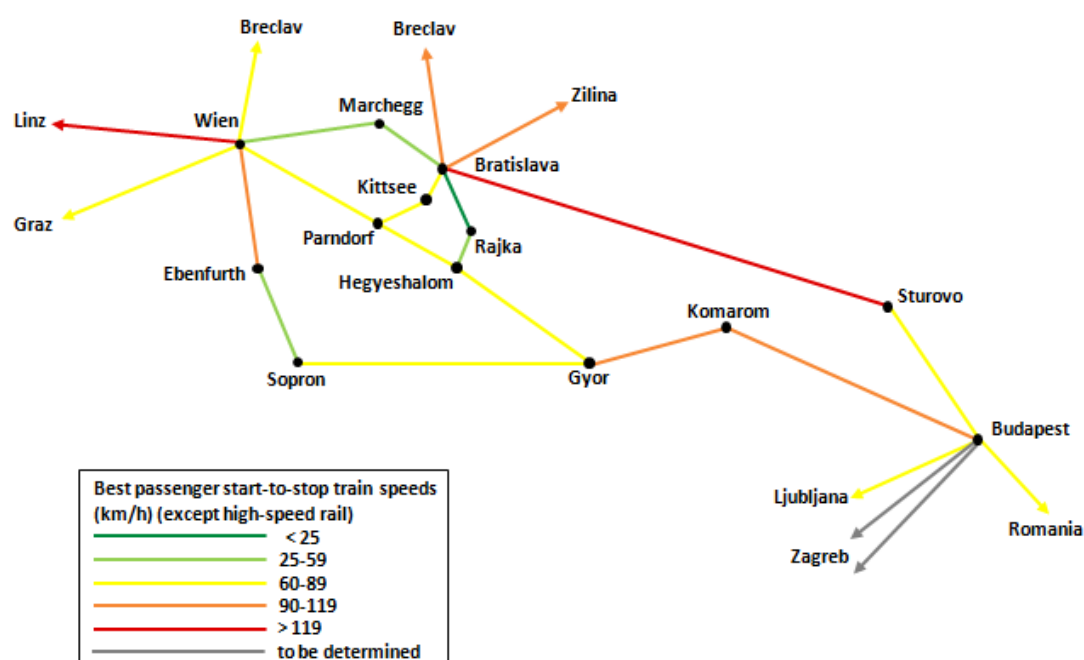 Breclav
Breclav
Zilina
Marchegg
Linz
Wien
Bratislava
Kittsee
Graz
Parndorf
Rajka
Ebenfurth
Hegyeshalom
Sturovo
Komarom
Sopron
Gyor
Budapest
Ljubljana
Romania
Zagreb
Best passenger start-to-stop train speeds
(km/h) (except high-speed rail)
< 25
25-59
60-89
90-119
> 119
to be determined